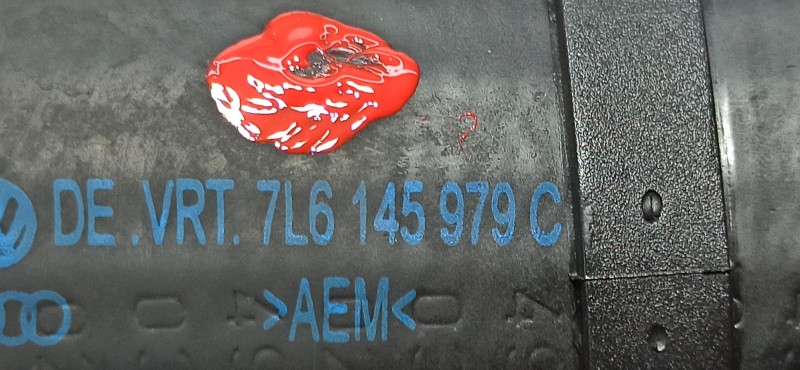 DE .VRT. 7L6 145 979 C
>AEM<